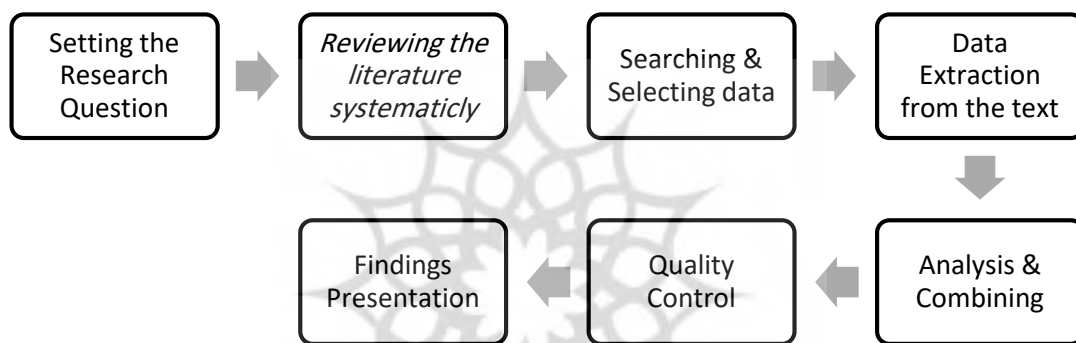 Setting the
Research
Question
Reviewing the
literature
systematicly
Searching &
Selecting data
Data
Extraction
from the text
Analysis &
Combining
Quality
Control
Findings
Presentation